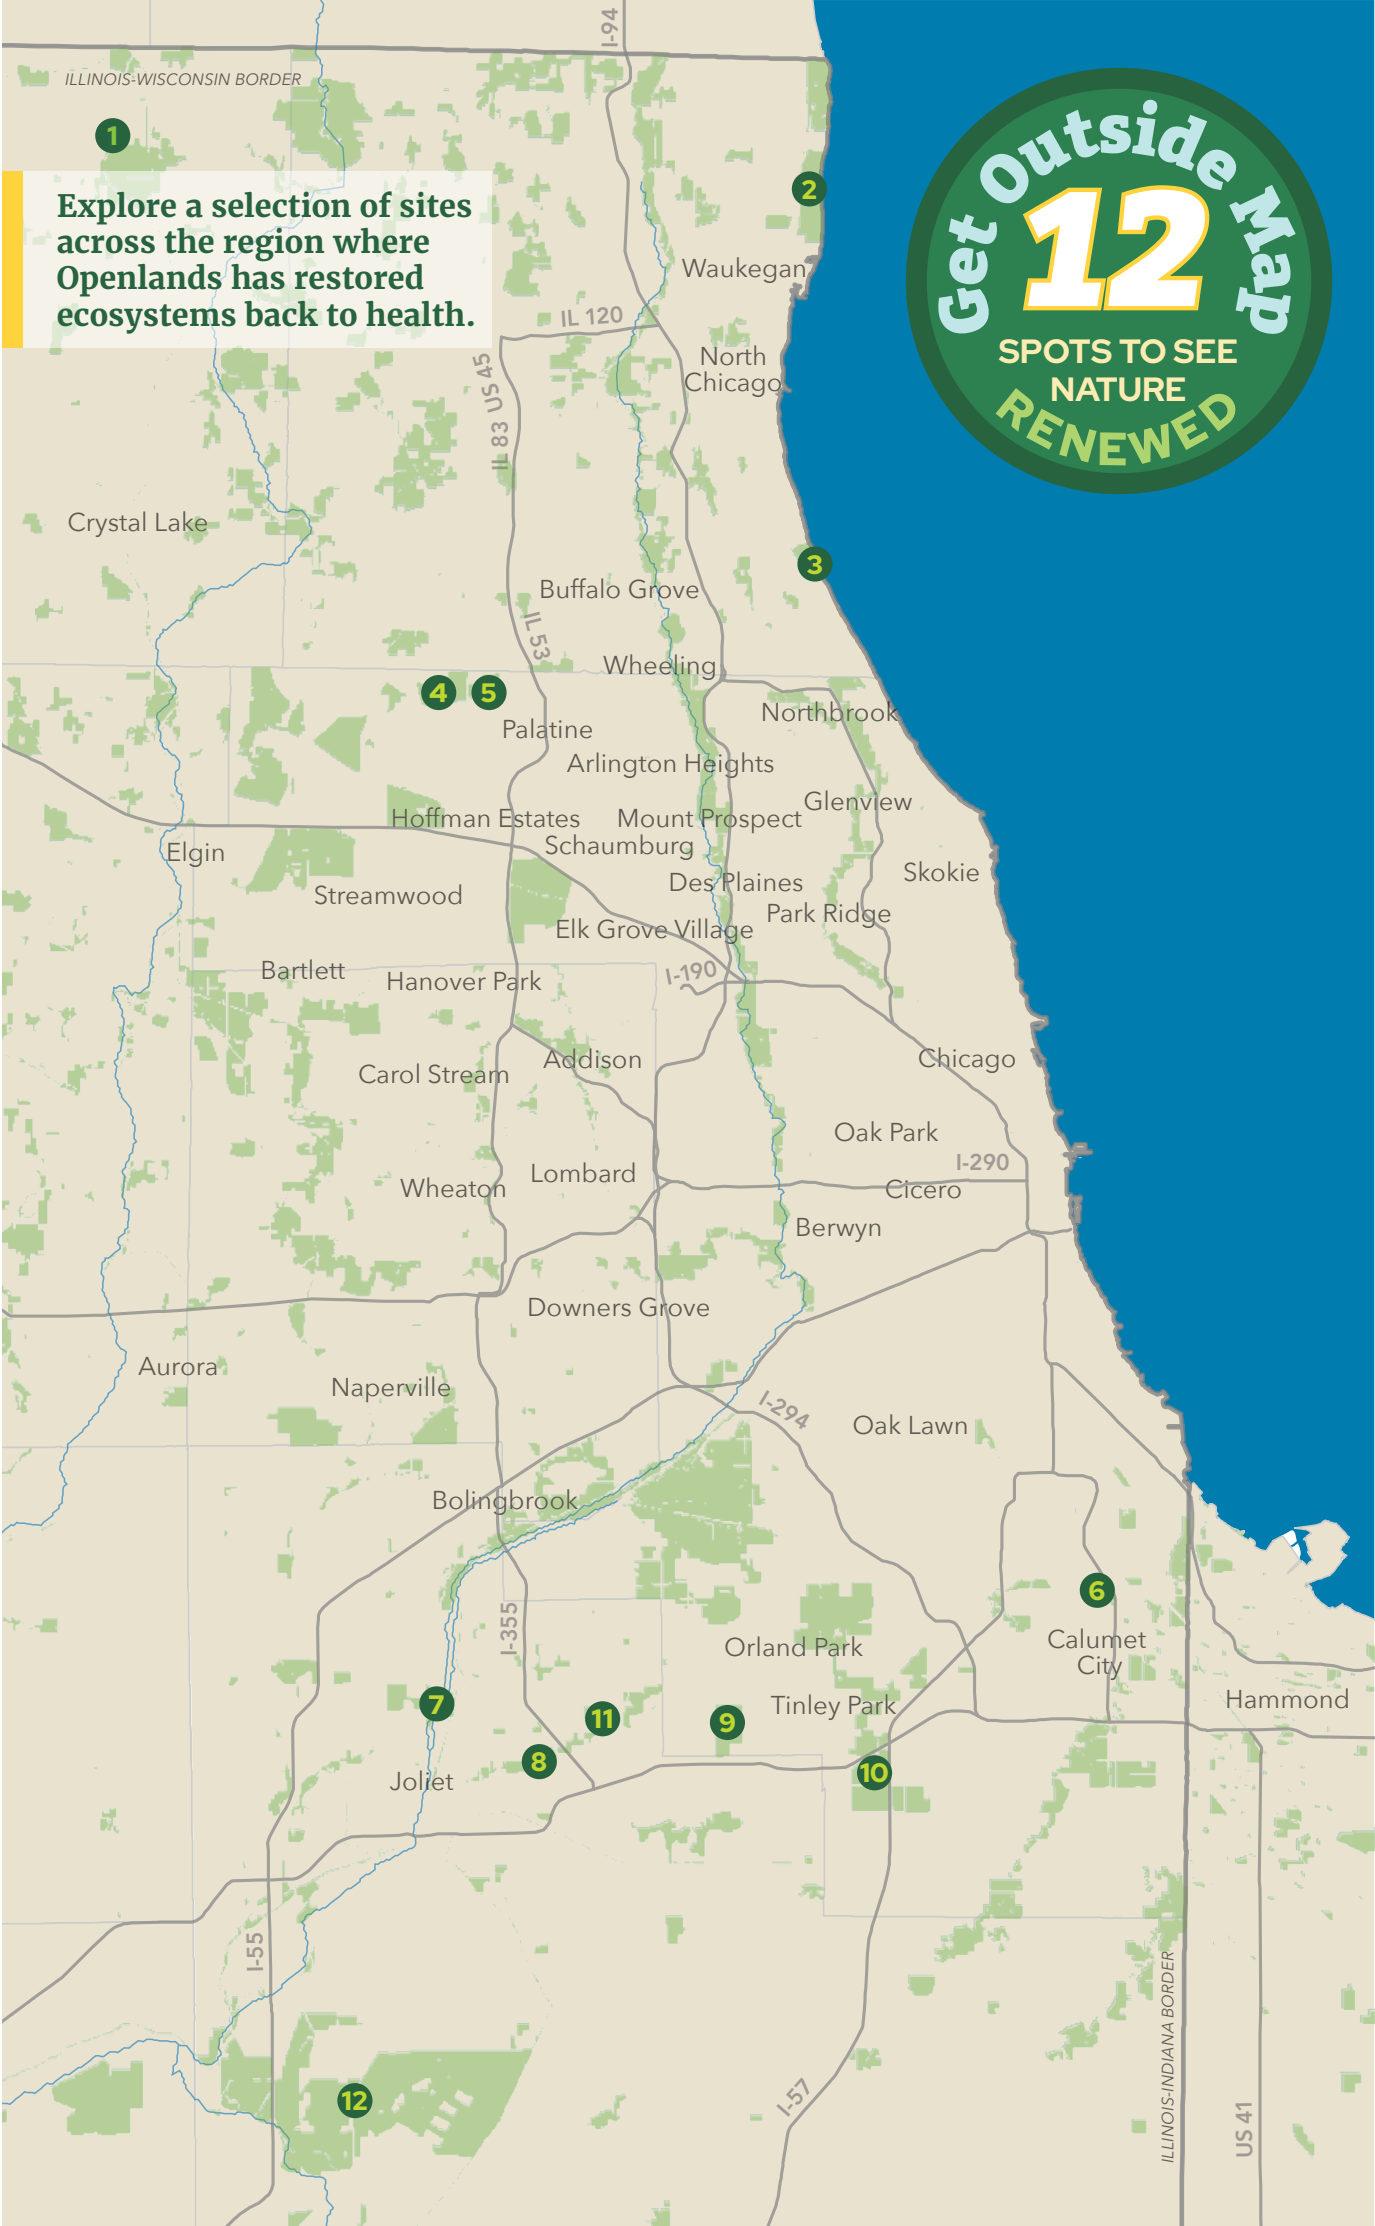 I-94
ILLINOIS-WISCONSIN BORDER
1
Explore a selection of sites
across the region where
Openlands has restored
ecosystems back to health.
Get Outside Map
12
SPOTS TO SEE
NATURE
RENEWED
2
Waukegan
IL 120
North
Chicago
US 45
IL 83
Crystal Lake
3
Buffalo Grove
IL 53
Wheeling
4
5
Northbrook
Palatine
Arlington Heights
Glenview
Hoffman Estates
Mount Prospect
Schaumburg
Elgin
Skokie
Des Plaines
Streamwood
Park Ridge
Elk Grove Village
Bartlett
I-190
Hanover Park
Addison
Chicago
Carol Stream
Oak Park
I-290
Lombard
Wheaton
Cicero
Berwyn
Downers Grove
Aurora
Naperville
I-294
Oak Lawn
Bolingbrook
6
I-355
Orland Park
Calumet
City
7
11
9
Tinley Park
Hammond
8
10
Joliet
I-55
ILLINOIS-INDIANA BORDER
12
I-57
US 41